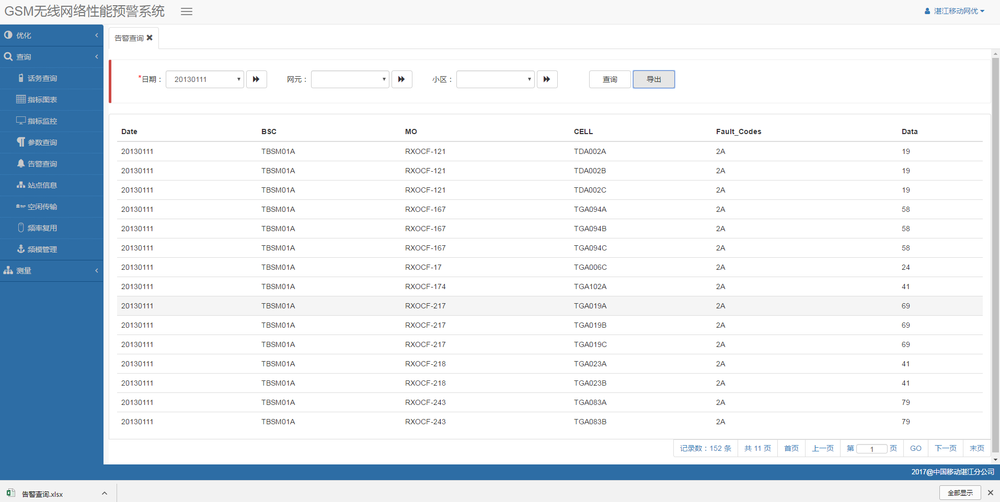 GSM无线网络性能预警系统
湛江移动网优
优化
查询
话务查询
指标图表
指标监控
参数查询
告警查询
站点信息
空闲传输
频率复用
频模管理
测量
告警查询
*日期： 20130111 网元： 小区： 查询 导出
Date BSC MO CELL Fault_Codes Data
20130111 TBSM01A RXOCF-121 TDA002A 2A 19
20130111 TBSM01A RXOCF-121 TDA002B 2A 19
20130111 TBSM01A RXOCF-121 TDA002C 2A 19
20130111 TBSM01A RXOCF-167 TGA094A 2A 58
20130111 TBSM01A RXOCF-167 TGA094B 2A 58
20130111 TBSM01A RXOCF-167 TGA094C 2A 58
20130111 TBSM01A RXOCF-17 TGA006C 2A 24
20130111 TBSM01A RXOCF-174 TGA102A 2A 41
20130111 TBSM01A RXOCF-217 TGA019A 2A 69
20130111 TBSM01A RXOCF-217 TGA019B 2A 69
20130111 TBSM01A RXOCF-217 TGA019C 2A 69
20130111 TBSM01A RXOCF-218 TGA023A 2A 41
20130111 TBSM01A RXOCF-218 TGA023B 2A 41
20130111 TBSM01A RXOCF-243 TGA083A 2A 79
20130111 TBSM01A RXOCF-243 TGA083B 2A 79
记录数：152 条 共 11 页 首页 上一页 第 1 页 GO 下一页 末页
2017@中国移动湛江分公司
告警查询.xlsx 全部显示